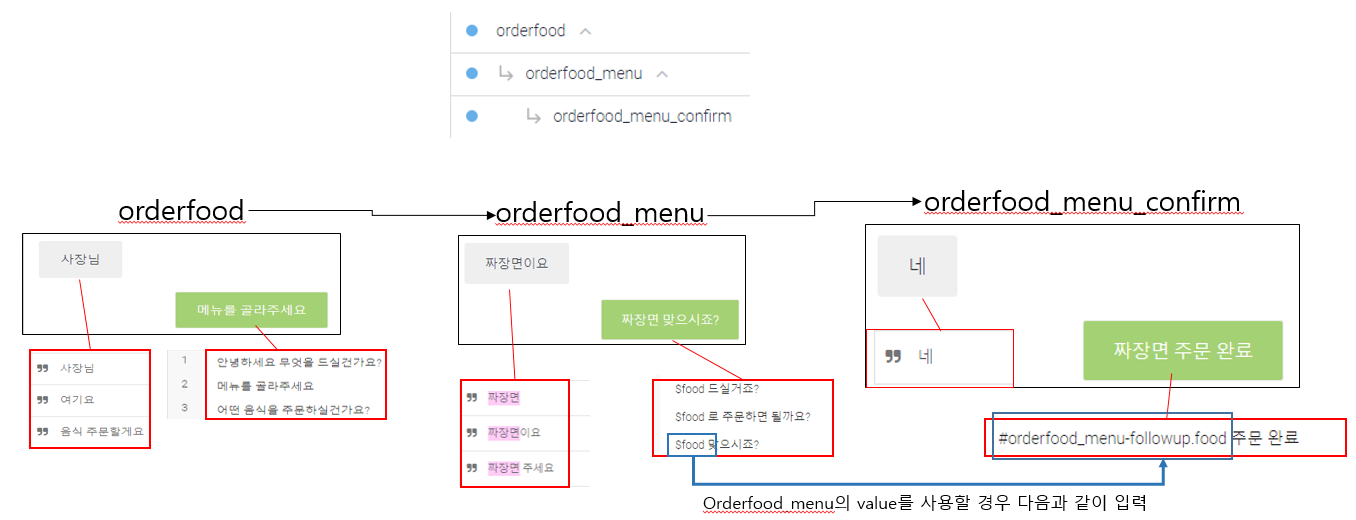 orderfood
orderfood_menu
orderfood_menu_confirm
orderfood
orderfood_menu
orderfood_menu_confirm
사장님
메뉴를 골라주세요
사장님
여기요
음식 주문할게요
1 안녕하세요 무엇을 드실건가요?
2 메뉴를 골라주세요
3 어떤 음식을 주문하실건가요?
짜장면이요
짜장면 맞으시죠?
짜장면
짜장면이요
짜장면 주세요
$food 드실거죠?
$food 로 주문하면 될까요?
$food 맞으시죠?
네
네
짜장면 주문 완료
#orderfood_menu-followup.food 주문 완료
Orderfood_menu의 value를 사용할 경우 다음과 같이 입력